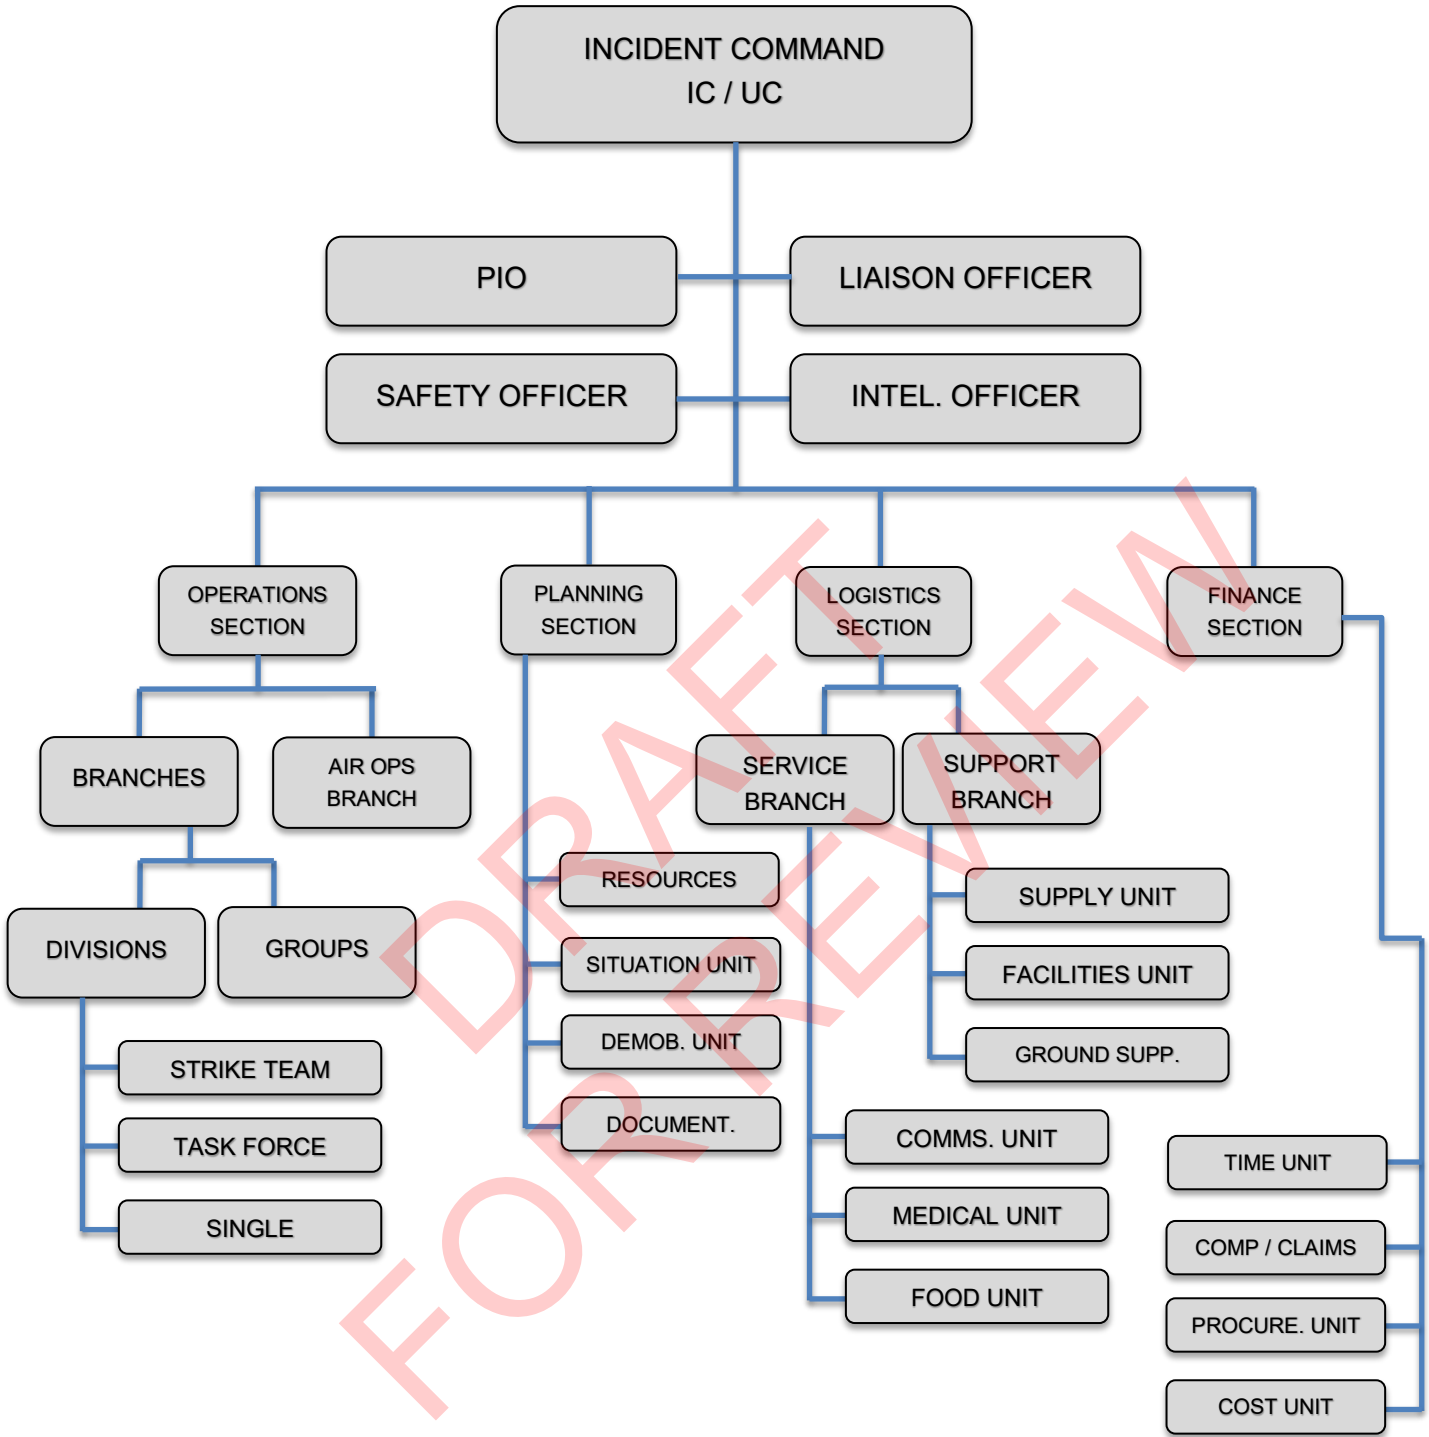 INCIDENT COMMAND
IC / UC
PIO
LIAISON OFFICER
SAFETY OFFICER
INTEL. OFFICER
OPERATIONS
SECTION
PLANNING
SECTION
LOGISTICS
SECTION
FINANCE
SECTION
BRANCHES
AIR OPS
BRANCH
SERVICE
BRANCH
SUPPORT
BRANCH
DIVISIONS
GROUPS
STRIKE TEAM
TASK FORCE
SINGLE
RESOURCES
SITUATION UNIT
DEMOB. UNIT
DOCUMENT.
SUPPLY UNIT
FACILITIES UNIT
GROUND SUPP.
COMMS. UNIT
MEDICAL UNIT
FOOD UNIT
TIME UNIT
COMP / CLAIMS
PROCURE. UNIT
COST UNIT
DRAFT
FOR REVIEW